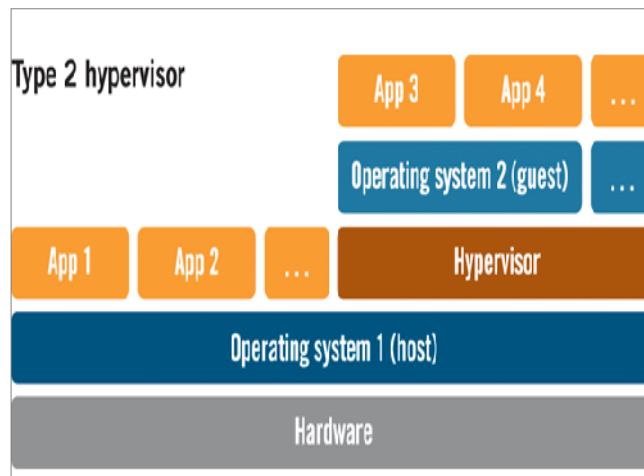 Type 2 hypervisor
App 3
App 4
...
Operating system 2 (guest)
...
App 1
App 2
...
Hypervisor
Operating system 1 (host)
Hardware